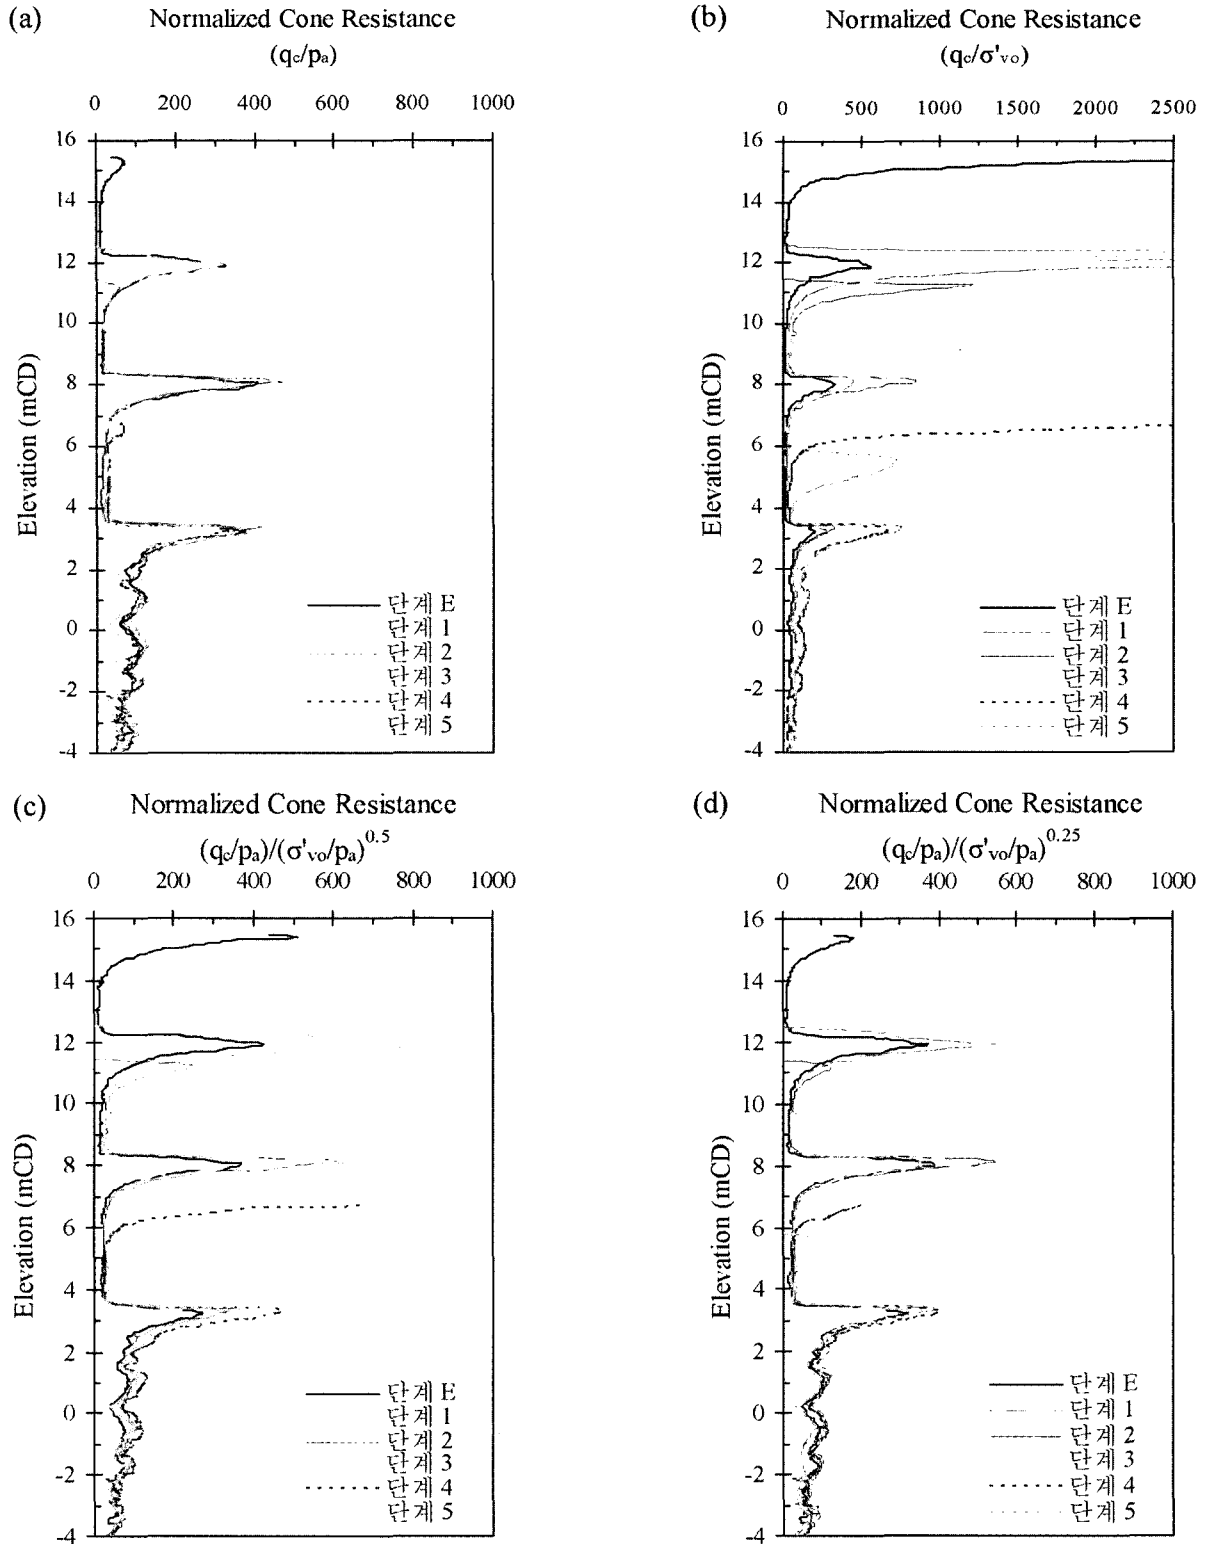 (a) Normalized Cone Resistance
(qc/pa)
0 200 400 600 800 1000
16
14
12
10
8
6
4
2
0
-2
-4
Elevation (mCD)
단계 E
단계 1
단계 2
단계 3
단계 4
단계 5
(b) Normalized Cone Resistance
(qc/σ'vo)
0 500 1000 1500 2000 2500
16
14
12
10
8
6
4
2
0
-2
-4
Elevation (mCD)
단계 E
단계 1
단계 2
단계 3
단계 4
단계 5
(c) Normalized Cone Resistance
(qc/pa)/(σ'vo/pa)^0.5
0 200 400 600 800 1000
16
14
12
10
8
6
4
2
0
-2
-4
Elevation (mCD)
단계 E
단계 1
단계 2
단계 3
단계 4
단계 5
(d) Normalized Cone Resistance
(qc/pa)/(σ'vo/pa)^0.25
0 200 400 600 800 1000
16
14
12
10
8
6
4
2
0
-2
-4
Elevation (mCD)
단계 E
단계 1
단계 2
단계 3
단계 4
단계 5